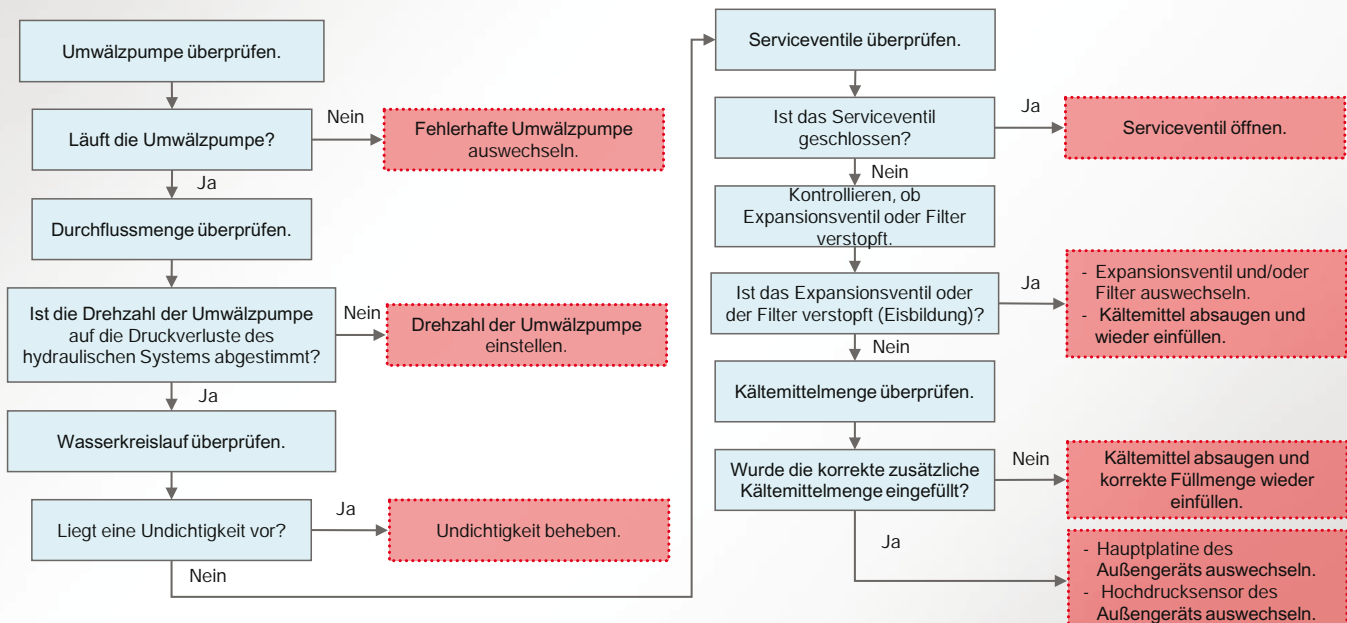 Umwälzpumpe überprüfen.
Läuft die Umwälzpumpe?
Nein
Fehlerhafte Umwälzpumpe
auswechseln.
Ja
Durchflussmenge überprüfen.
Ist die Drehzahl der Umwälzpumpe
auf die Druckverluste des
hydraulischen Systems abgestimmt?
Nein
Drehzahl der Umwälzpumpe
einstellen.
Ja
Wasserkreislauf überprüfen.
Liegt eine Undichtigkeit vor?
Ja
Undichtigkeit beheben.
Nein
Serviceventile überprüfen.
Ist das Serviceventil
geschlossen?
Ja
Serviceventil öffnen.
Nein
Kontrollieren, ob
Expansionsventil oder Filter
verstopft.
Ist das Expansionsventil oder
der Filter verstopft (Eisbildung)?
Ja
- Expansionsventil und/oder
Filter auswechseln.
- Kältemittel absaugen und
wieder einfüllen.
Nein
Kältemittelmenge überprüfen.
Wurde die korrekte zusätzliche
Kältemittelmenge eingefüllt?
Nein
Kältemittel absaugen und
korrekte Füllmenge wieder
einfüllen.
Ja
- Hauptplatine des
Außengeräts auswechseln.
- Hochdrucksensor des
Außengeräts auswechseln.